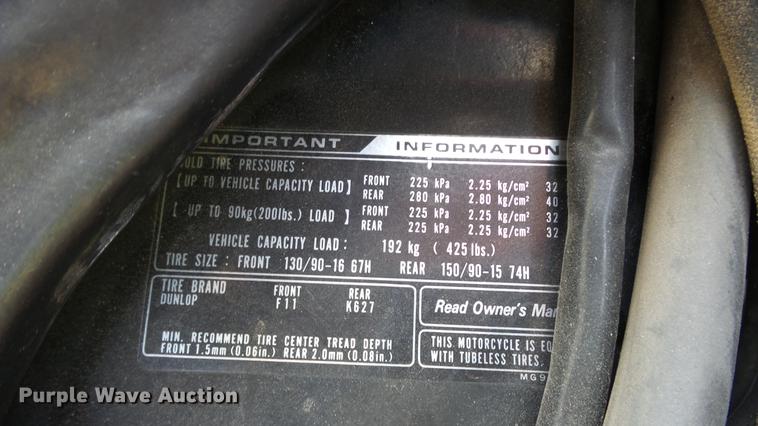 IMPORTANT INFORMATION
COLD TIRE PRESSURES :
[ UP TO VEHICLE CAPACITY LOAD ] FRONT 225 kPa 2.25 kg/cm² 32
REAR 280 kPa 2.80 kg/cm² 40
[ UP TO 90kg(200lbs.) LOAD ] FRONT 225 kPa 2.25 kg/cm² 32
REAR 225 kPa 2.25 kg/cm² 32
VEHICLE CAPACITY LOAD : 192 kg ( 425 lbs.)
TIRE SIZE : FRONT 130/90-16 67H REAR 150/90-15 74H
TIRE BRAND FRONT REAR
DUNLOP F11 K627
MIN. RECOMMEND TIRE CENTER TREAD DEPTH
FRONT 1.5mm (0.06in.) REAR 2.0mm (0.08in.)
Read Owner's Ma
THIS MOTORCYCLE IS EQ
WITH TUBELESS TIRES.
MG9
Purple Wave Auction